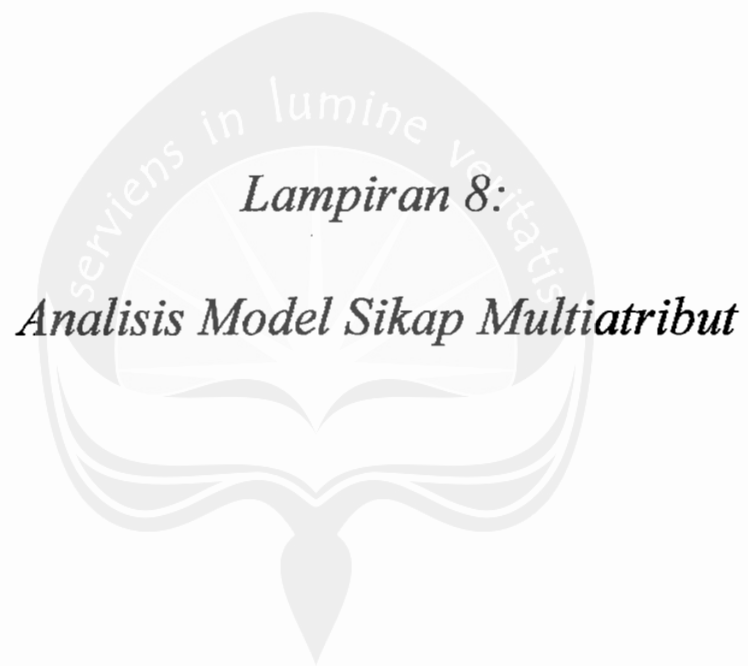 serviens in lumine veritatis
Lampiran 8:
Analisis Model Sikap Multiatribut